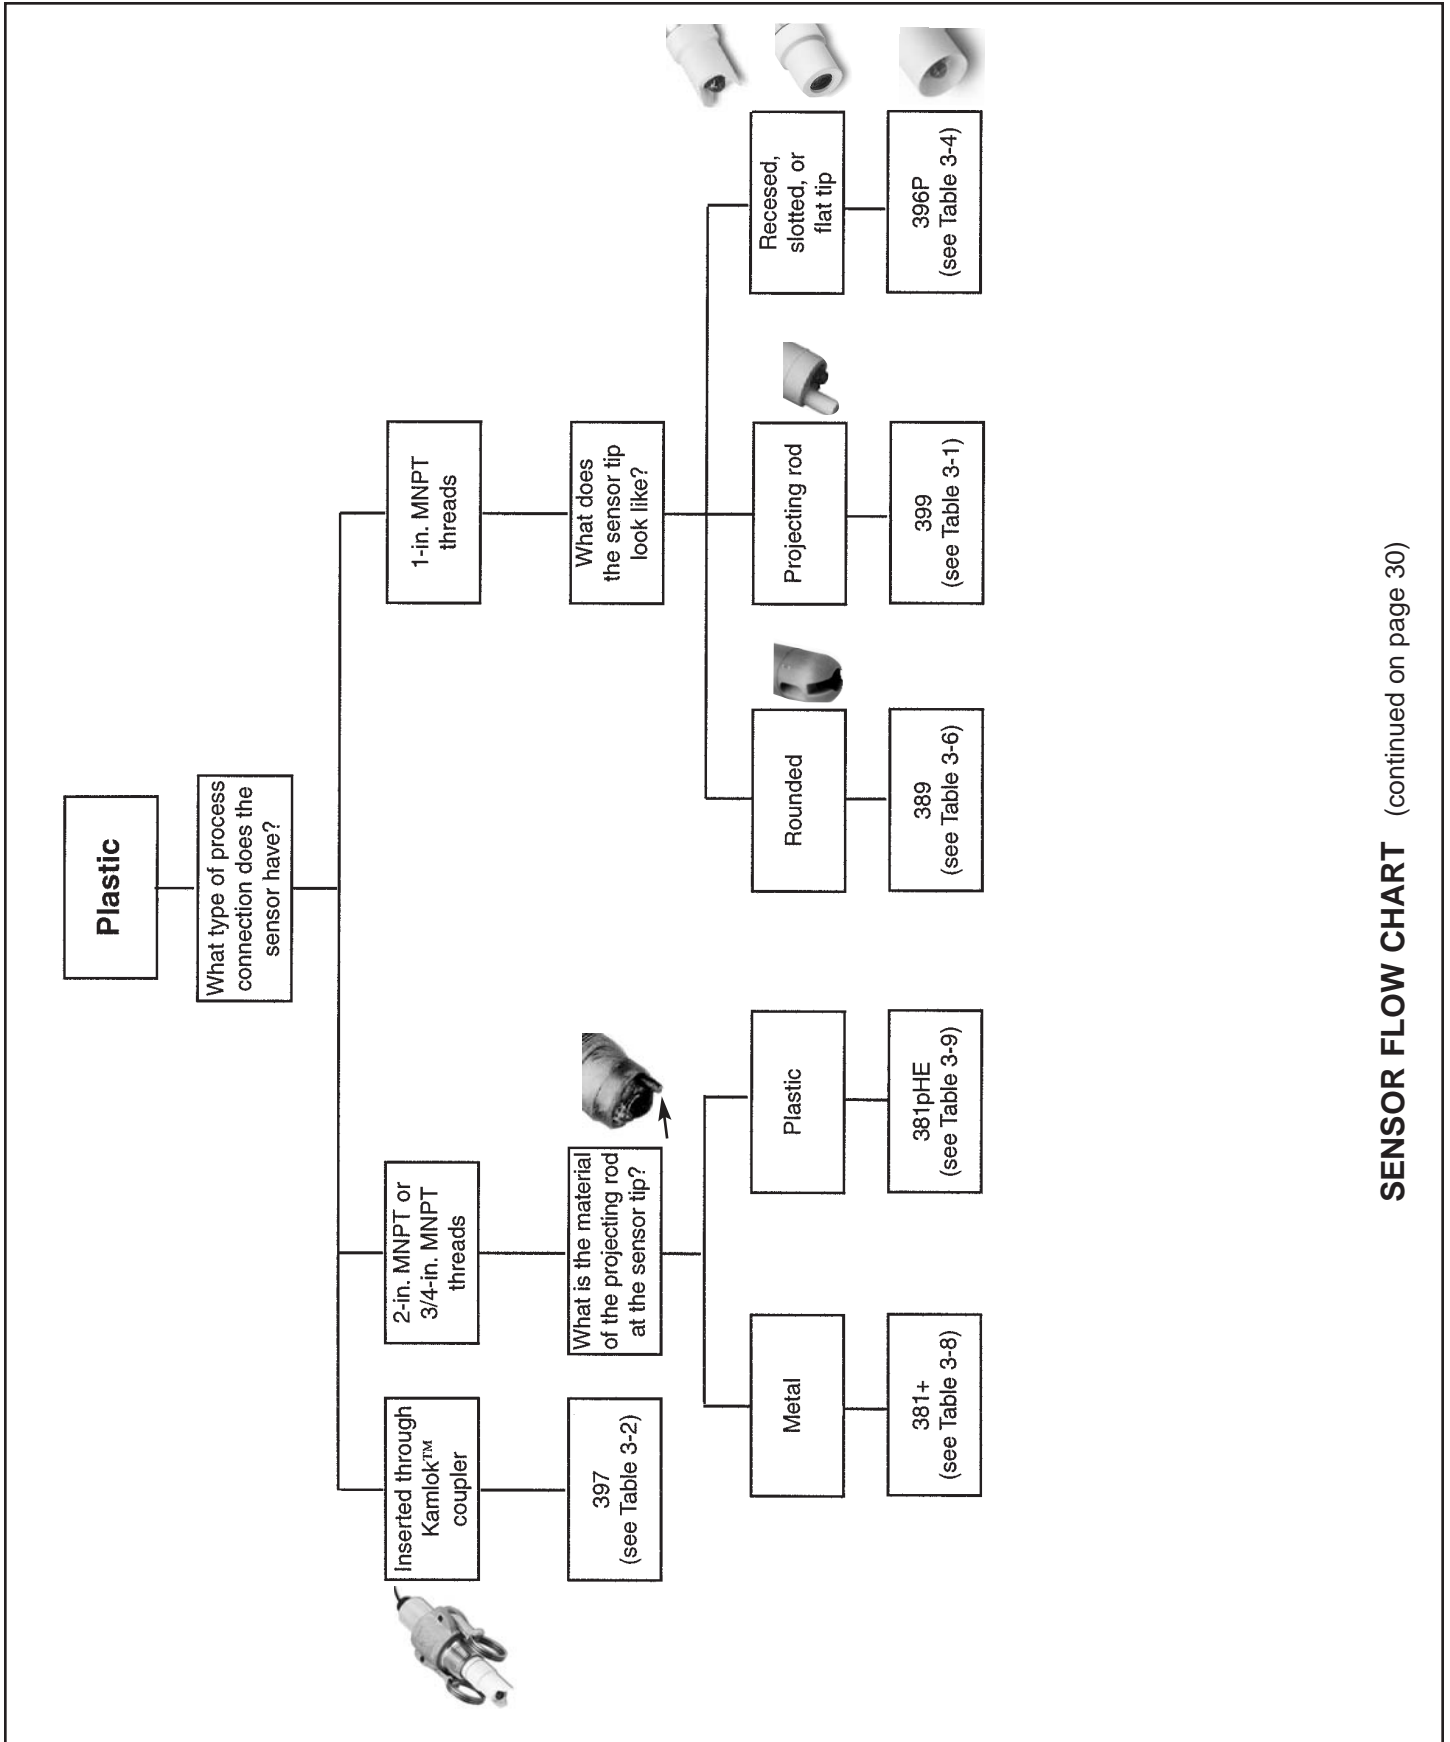 Plastic
What type of process
connection does the
sensor have?
Inserted through
Kamlok™
coupler
2-in. MNPT or
3/4-in. MNPT
threads
1-in. MNPT
threads
397
(see Table 3-2)
What is the material
of the projecting rod
at the sensor tip?
What does
the sensor tip
look like?
Metal
Plastic
Rounded
Projecting rod
Recesed,
slotted, or
flat tip
381+
(see Table 3-8)
381pHE
(see Table 3-9)
389
(see Table 3-6)
399
(see Table 3-1)
396P
(see Table 3-4)
SENSOR FLOW CHART (continued on page 30)